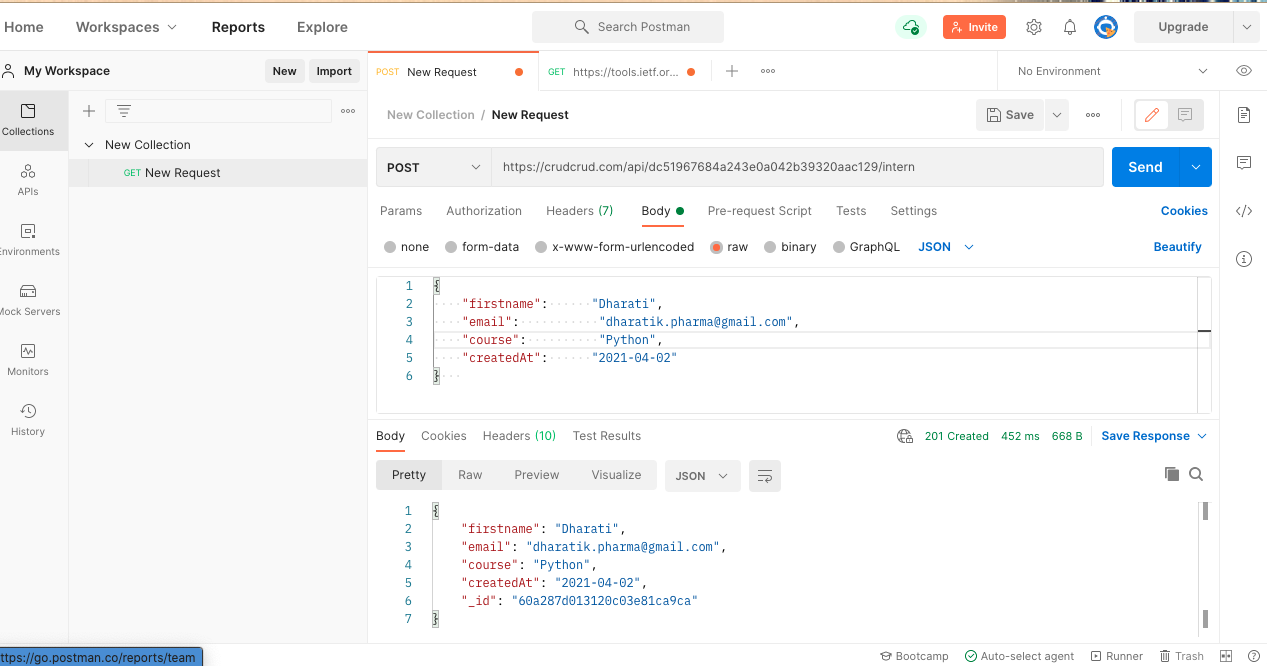 Home Workspaces Reports Explore Search Postman Invite Upgrade
My Workspace New Import POST New Request GET https://tools.ietf.or... No Environment
Collections
APIs
Environments
Mock Servers
Monitors
History
New Collection
GET New Request
New Collection / New Request Save
POST https://crudcrud.com/api/dc51967684a243e0a042b39320aac129/intern Send
Params Authorization Headers (7) Body Pre-request Script Tests Settings Cookies
none form-data x-www-form-urlencoded raw binary GraphQL JSON Beautify
1 {
2 "firstname": "Dharati",
3 "email": "dharatik.pharma@gmail.com",
4 "course": "Python",
5 "createdAt": "2021-04-02"
6 }
Body Cookies Headers (10) Test Results 201 Created 452 ms 668 B Save Response
Pretty Raw Preview Visualize JSON
1 {
2 "firstname": "Dharati",
3 "email": "dharatik.pharma@gmail.com",
4 "course": "Python",
5 "createdAt": "2021-04-02",
6 "_id": "60a287d013120c03e81ca9ca"
7 }
ttps://go.postman.co/reports/team Bootcamp Auto-select agent Runner Trash